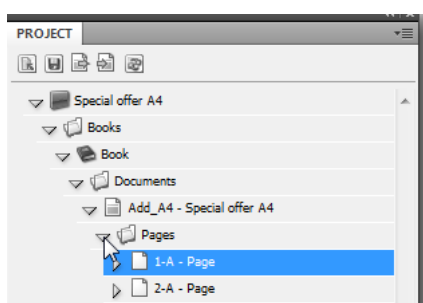 PROJECT
Special offer A4
Books
Book
Documents
Add_A4 - Special offer A4
Pages
1-A - Page
2-A - Page